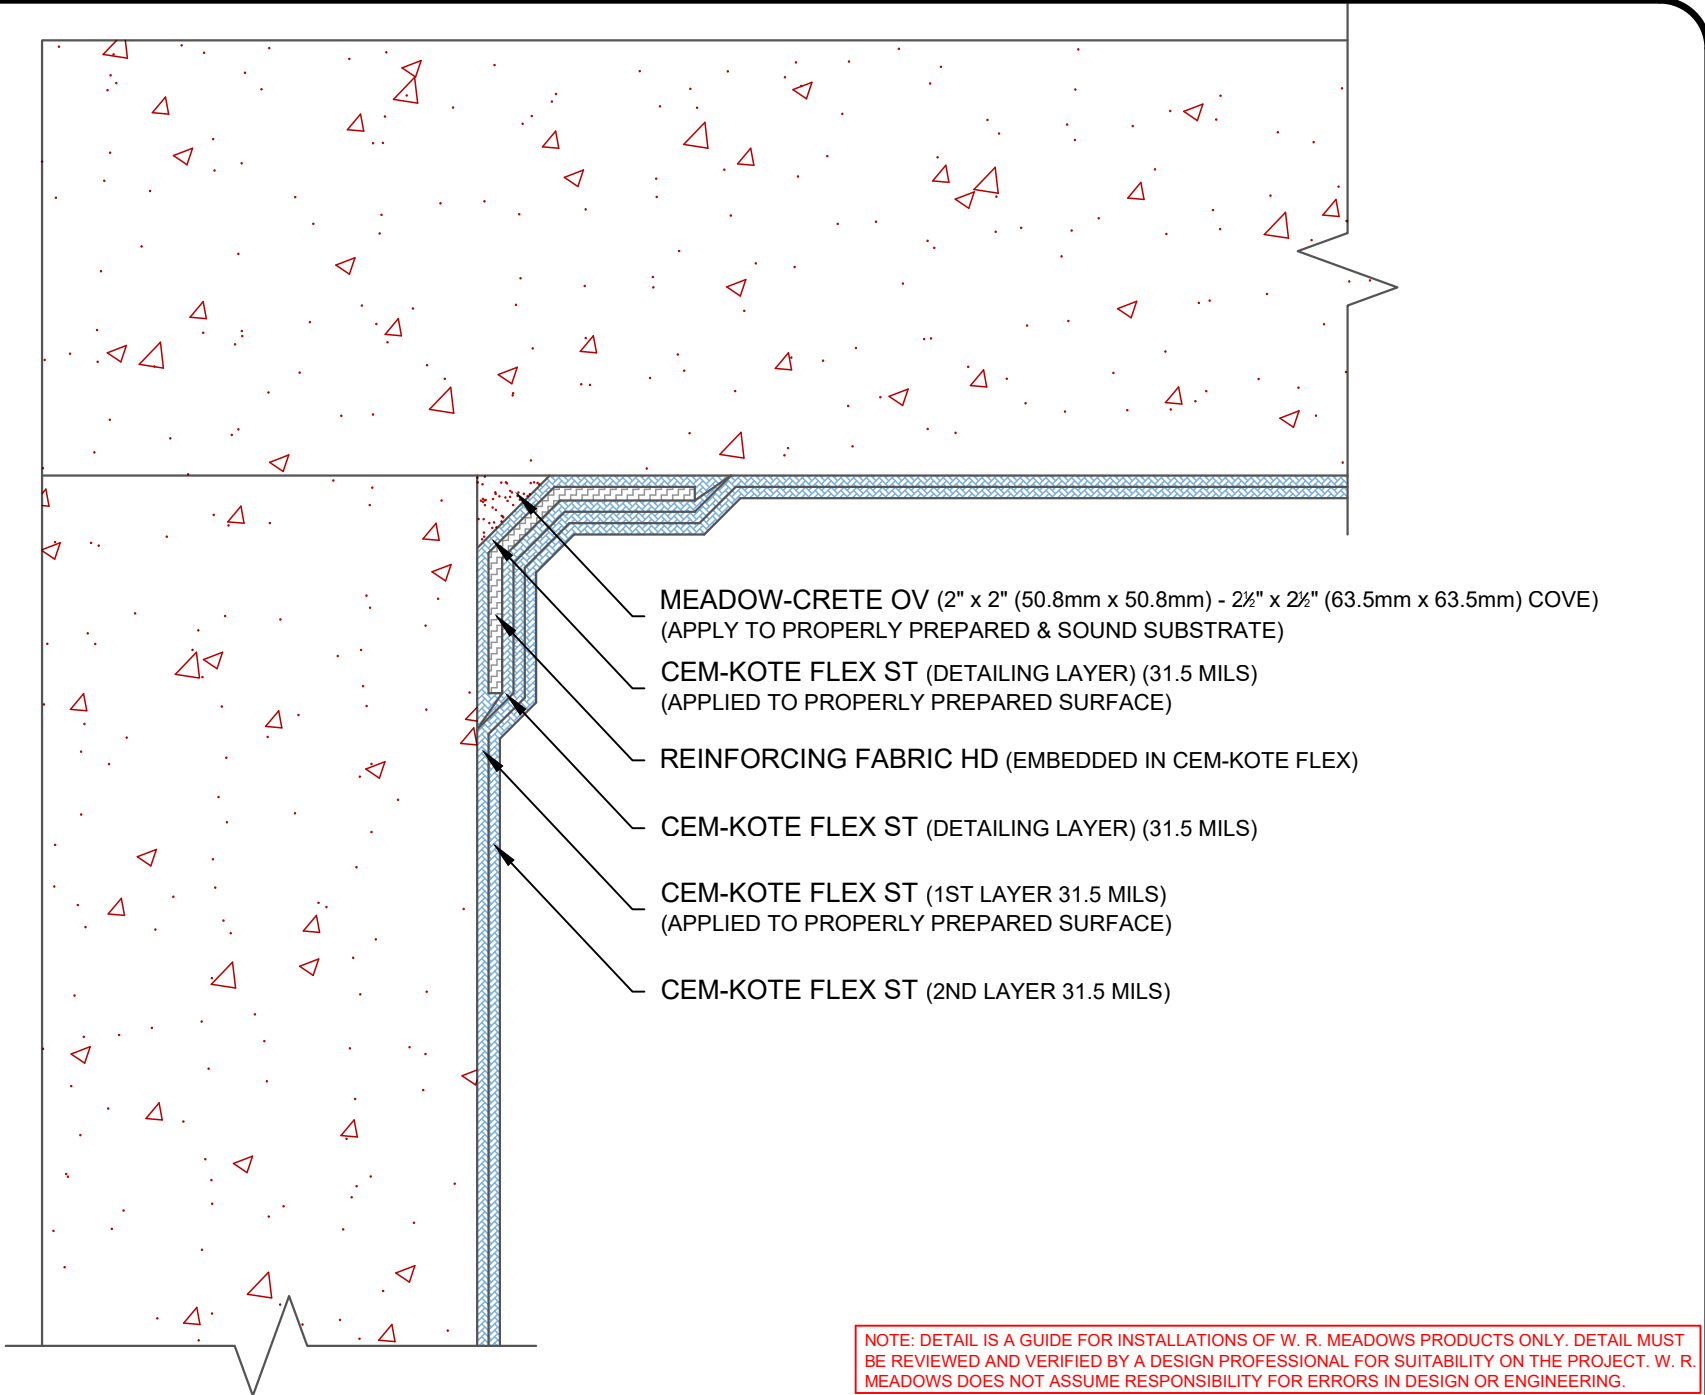 MEADOW-CRETE OV (2" x 2" (50.8mm x 50.8mm) - 2½" x 2½" (63.5mm x 63.5mm) COVE)
(APPLY TO PROPERLY PREPARED & SOUND SUBSTRATE)
CEM-KOTE FLEX ST (DETAILING LAYER) (31.5 MILS)
(APPLIED TO PROPERLY PREPARED SURFACE)
REINFORCING FABRIC HD (EMBEDDED IN CEM-KOTE FLEX)
CEM-KOTE FLEX ST (DETAILING LAYER) (31.5 MILS)
CEM-KOTE FLEX ST (1ST LAYER 31.5 MILS)
(APPLIED TO PROPERLY PREPARED SURFACE)
CEM-KOTE FLEX ST (2ND LAYER 31.5 MILS)
NOTE: DETAIL IS A GUIDE FOR INSTALLATIONS OF W. R. MEADOWS PRODUCTS ONLY. DETAIL MUST
BE REVIEWED AND VERIFIED BY A DESIGN PROFESSIONAL FOR SUITABILITY ON THE PROJECT. W. R.
MEADOWS DOES NOT ASSUME RESPONSIBILITY FOR ERRORS IN DESIGN OR ENGINEERING.